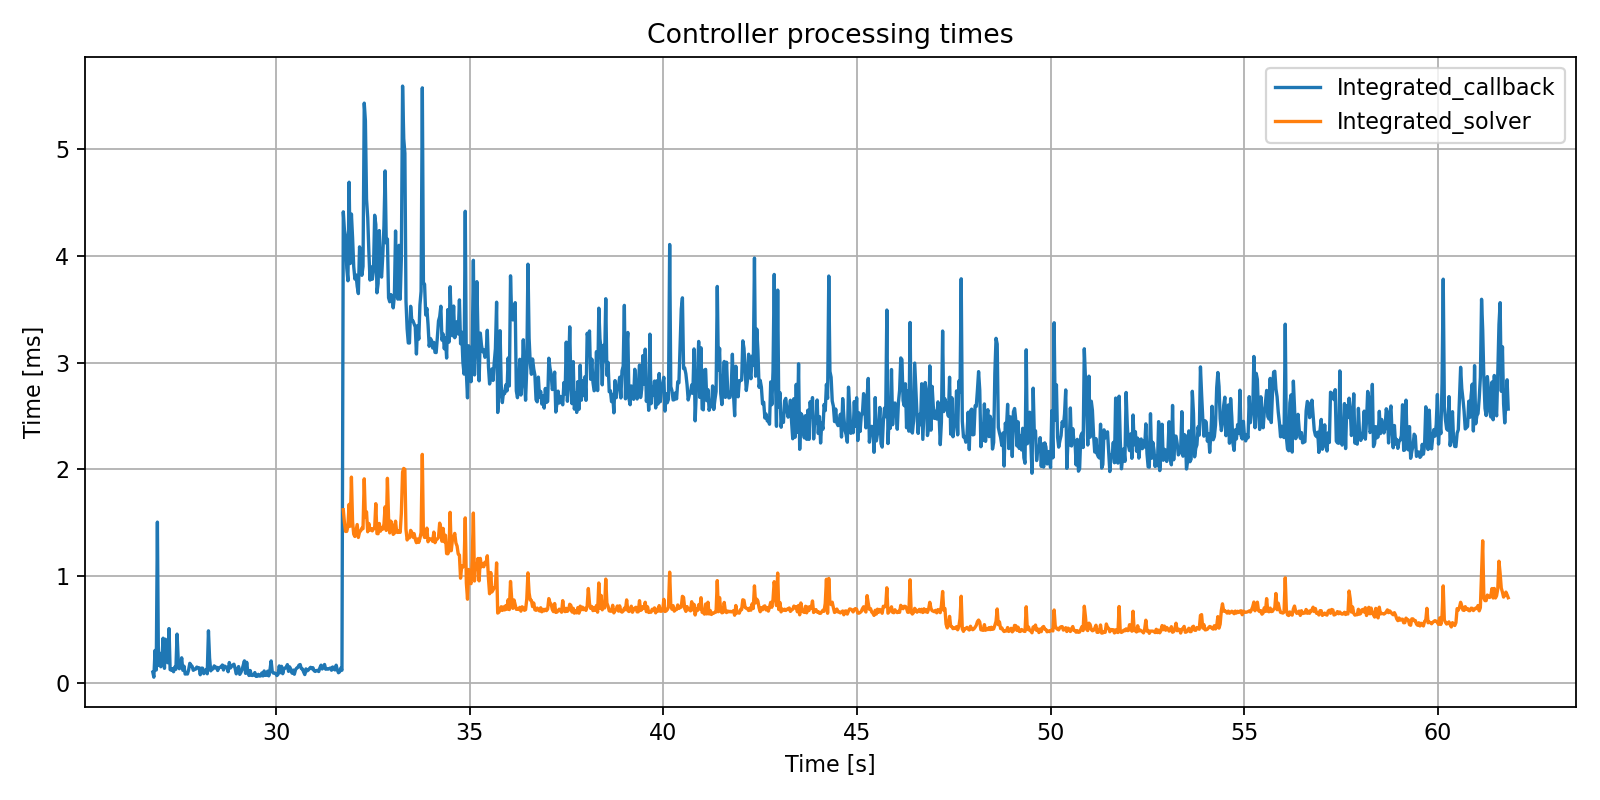 Controller processing times
Integrated_callback
Integrated_solver
Time [ms]
5
4
3
2
1
0
30
35
40
45
50
55
60
Time [s]